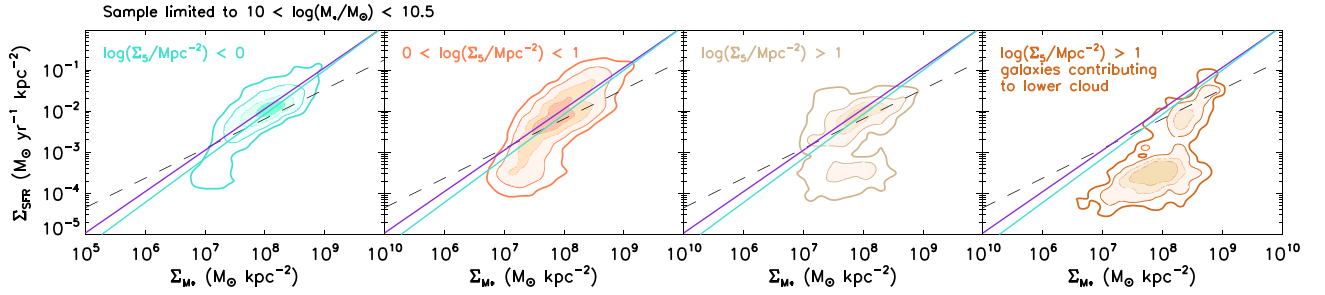 Sample limited to 10 < log(M⋆/M⊙) < 10.5
log(Σ5/Mpc⁻²) < 0
0 < log(Σ5/Mpc⁻²) < 1
log(Σ5/Mpc⁻²) > 1
log(Σ5/Mpc⁻²) > 1
galaxies contributing
to lower cloud
ΣSFR (M⊙ yr⁻¹ kpc⁻²)
10⁻¹
10⁻²
10⁻³
10⁻⁴
10⁻⁵
10⁵ 10⁶ 10⁷ 10⁸ 10⁹ 10¹⁰ 10⁶ 10⁷ 10⁸ 10⁹ 10¹⁰ 10⁶ 10⁷ 10⁸ 10⁹ 10¹⁰ 10⁶ 10⁷ 10⁸ 10⁹ 10¹⁰
ΣM⋆ (M⊙ kpc⁻²) ΣM⋆ (M⊙ kpc⁻²) ΣM⋆ (M⊙ kpc⁻²) ΣM⋆ (M⊙ kpc⁻²)